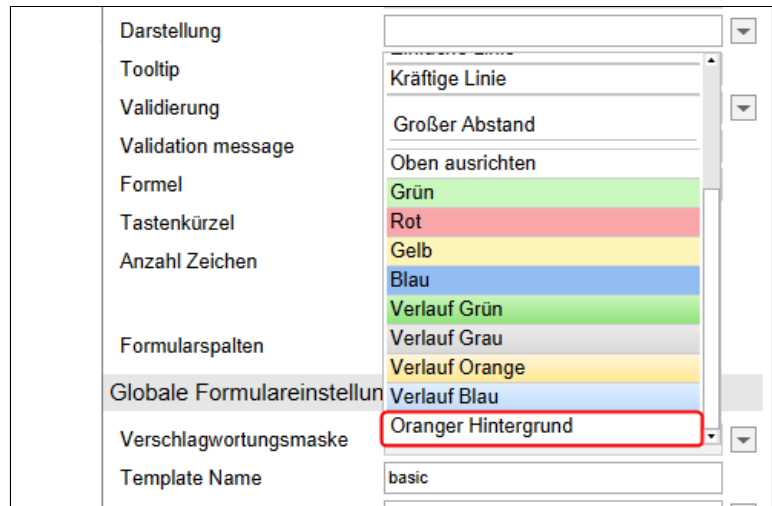 Darstellung
Tooltip
Kräftige Linie
Validierung
Großer Abstand
Validation message
Oben ausrichten
Formel
Grün
Tastenkürzel
Rot
Gelb
Anzahl Zeichen
Blau
Verlauf Grün
Formularspalten
Verlauf Grau
Verlauf Orange
Globale Formulareinstellun
Verlauf Blau
Oranger Hintergrund
Verschlagwortungsmaske
Template Name
basic